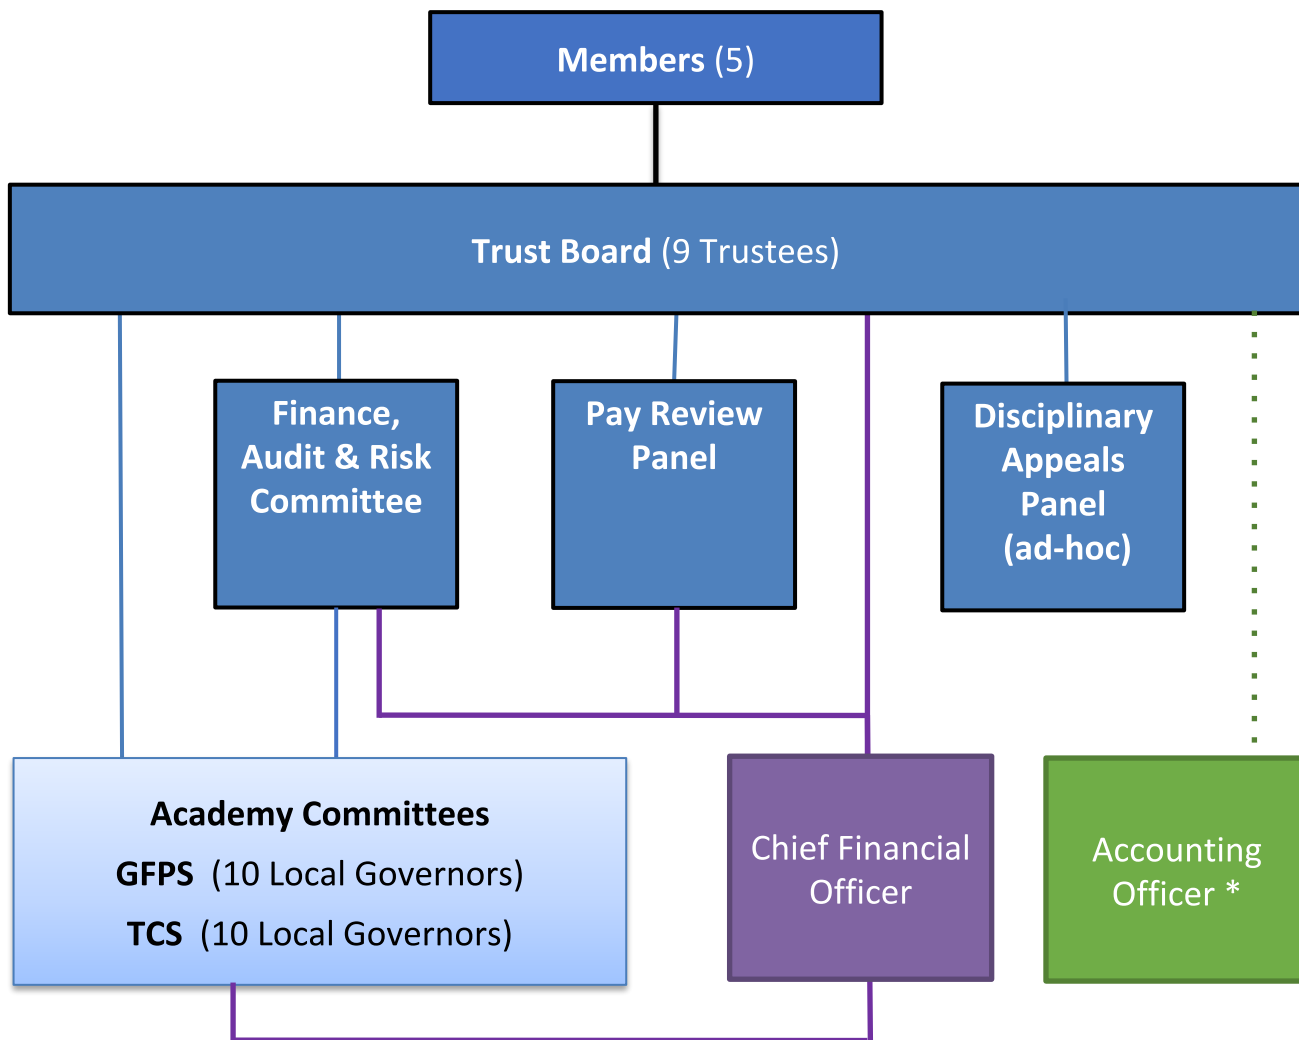 Members (5)
Trust Board (9 Trustees)
Finance,
Audit & Risk
Committee
Pay Review
Panel
Disciplinary
Appeals
Panel
(ad-hoc)
Academy Committees
GFPS (10 Local Governors)
TCS (10 Local Governors)
Chief Financial
Officer
Accounting
Officer *